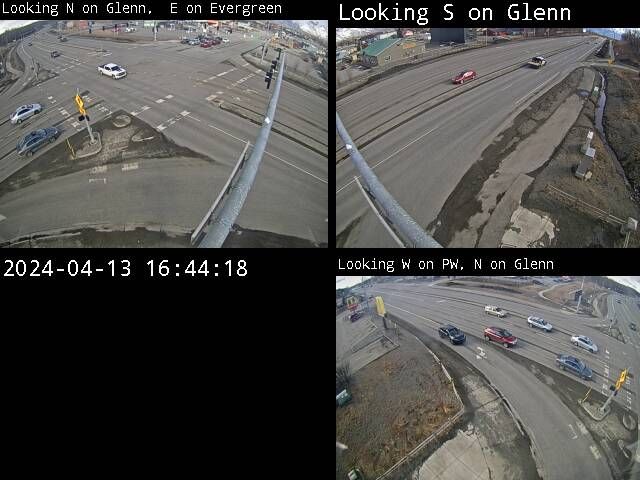 Looking N on Glenn, E on Evergreen
Looking S on Glenn
2024-04-13 16:44:18
Looking W on PW, N on Glenn